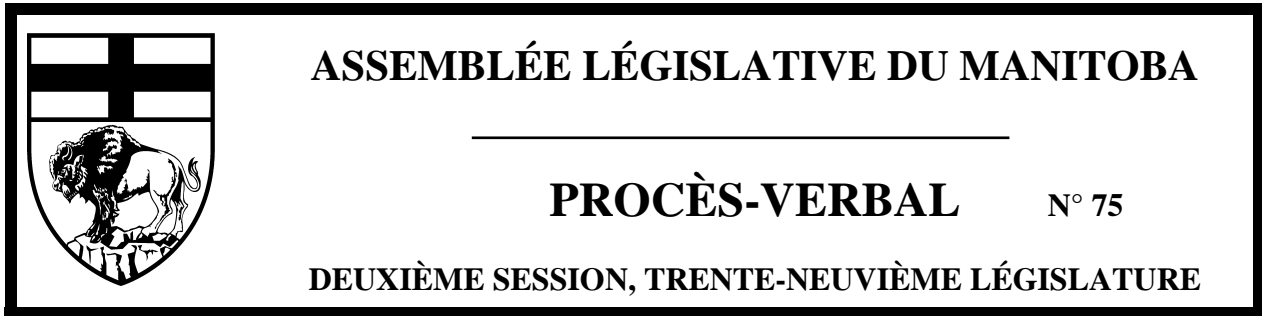 ASSEMBLÉE LÉGISLATIVE DU MANITOBA
PROCÈS-VERBAL N° 75
DEUXIÈME SESSION, TRENTE-NEUVIÈME LÉGISLATURE